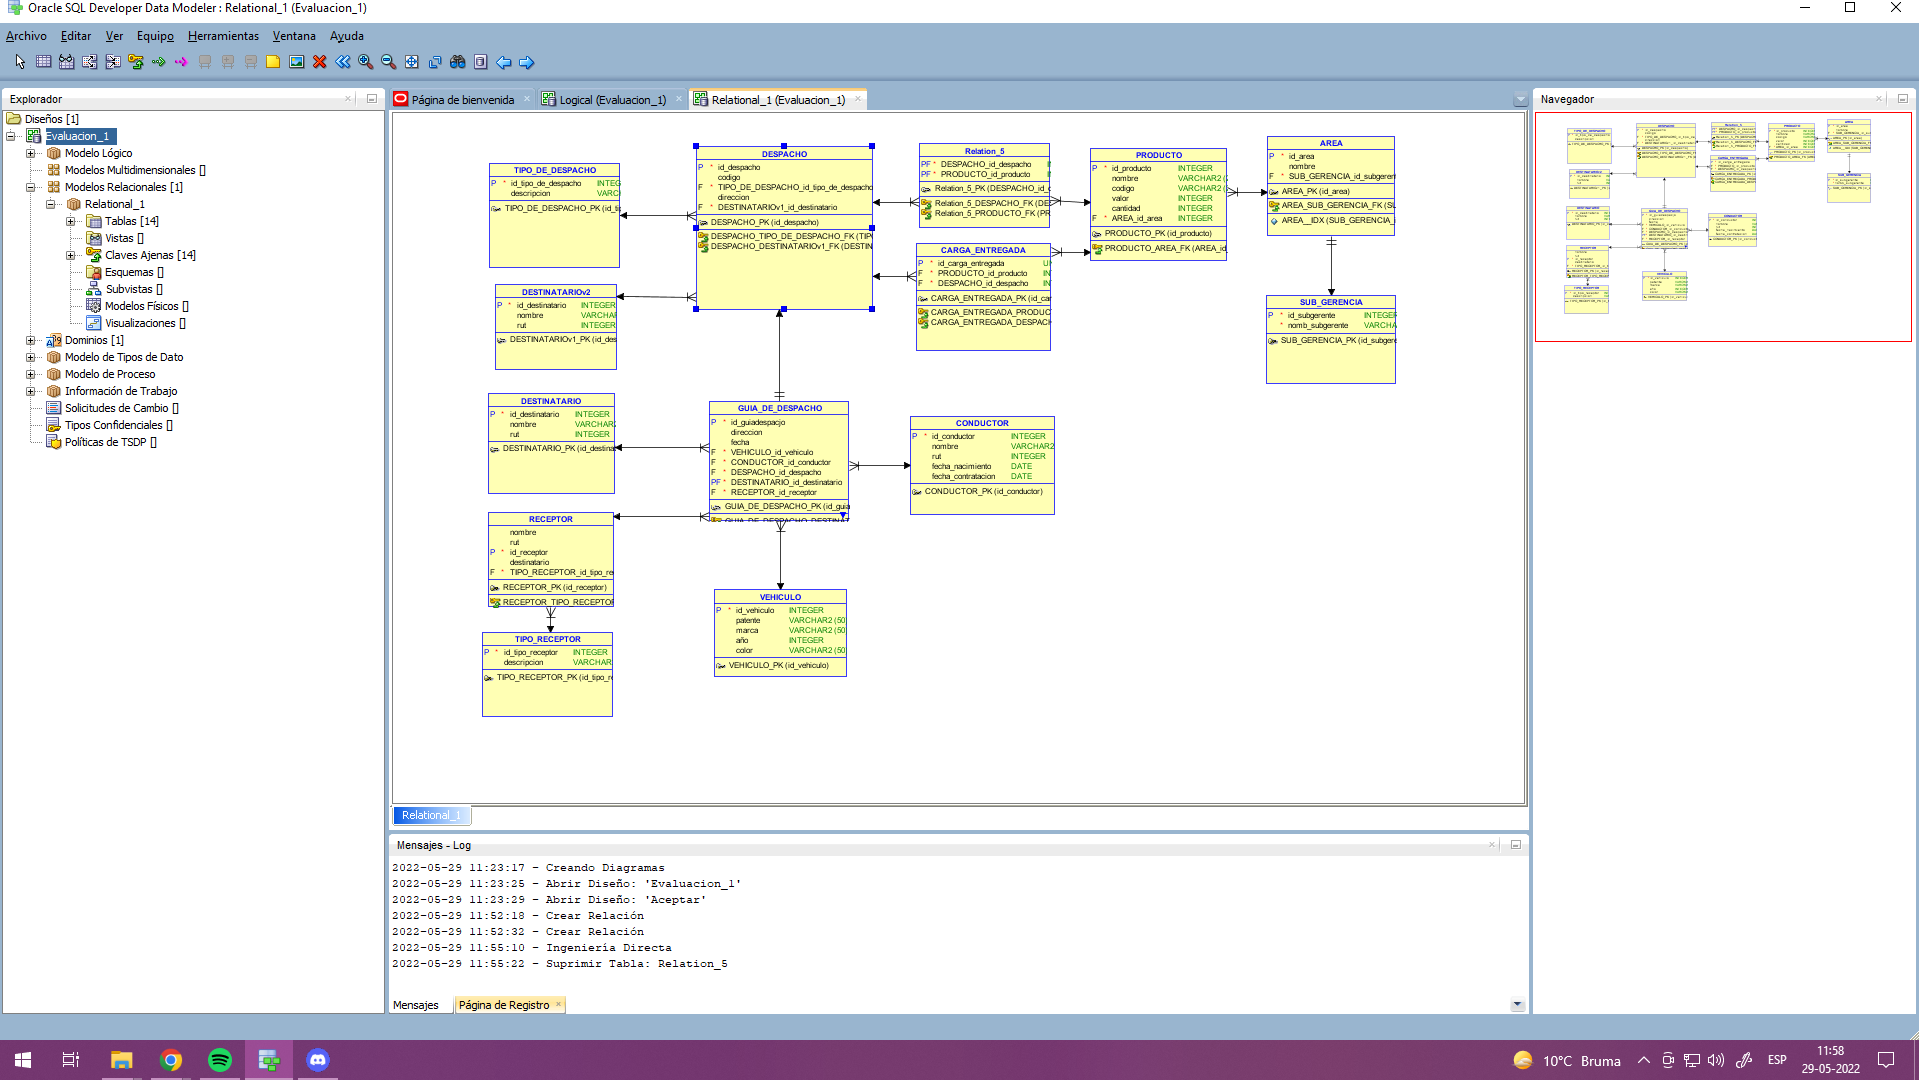 Oracle SQL Developer Data Modeler : Relational_1 (Evaluacion_1)
Archivo Editar Ver Equipo Herramientas Ventana Ayuda
Explorador
Diseños [1]
Evaluacion_1
Modelo Lógico
Modelos Multidimensionales []
Modelos Relacionales [1]
Relational_1
Tablas [14]
Vistas []
Claves Ajenas [14]
Esquemas []
Subvistas []
Modelos Físicos []
Visualizaciones []
Dominios [1]
Modelo de Tipos de Dato
Modelo de Proceso
Información de Trabajo
Solicitudes de Cambio []
Tipos Confidenciales []
Políticas de TSDP []
Página de bienvenida
Logical (Evaluacion_1)
Relational_1 (Evaluacion_1)
TIPO_DE_DESPACHO
P * id_tipo_de_despacho INTEG
descripcion VARC
TIPO_DE_DESPACHO_PK (id_ti
DESPACHO
P * id_despacho
codigo
F * TIPO_DE_DESPACHO_id_tipo_de_despacho
direccion
F * DESTINATARIOv1_id_destinatario
DESPACHO_PK (id_despacho)
DESPACHO_TIPO_DE_DESPACHO_FK (TIP
DESPACHO_DESTINATARIOv1_FK (DESTIN
Relation_5
PF * DESPACHO_id_despacho
PF * PRODUCTO_id_producto
Relation_5_PK (DESPACHO_id_c
Relation_5_DESPACHO_FK (DE
Relation_5_PRODUCTO_FK (PR
PRODUCTO
P * id_producto INTEGER
nombre VARCHAR2 (
codigo VARCHAR2 (
valor INTEGER
cantidad INTEGER
F * AREA_id_area INTEGER
PRODUCTO_PK (id_producto)
PRODUCTO_AREA_FK (AREA_id
AREA
P * id_area
nombre
F * SUB_GERENCIA_id_subgerent
AREA_PK (id_area)
AREA_SUB_GERENCIA_FK (SU
AREA__IDX (SUB_GERENCIA_
CARGA_ENTREGADA
P * id_carga_entregada
F * PRODUCTO_id_producto IN
F * DESPACHO_id_despacho IN
CARGA_ENTREGADA_PK (id_car
CARGA_ENTREGADA_PRODUC
CARGA_ENTREGADA_DESPACH
DESTINATARIOv2
P * id_destinatario INTEGER
nombre VARCHA
rut INTEGER
DESTINATARIOv1_PK (id_des
SUB_GERENCIA
P * id_subgerente INTEGER
* nomb_subgerente VARCHA
SUB_GERENCIA_PK (id_subgere
DESTINATARIO
P * id_destinatario INTEGER
nombre VARCHAR
rut INTEGER
DESTINATARIO_PK (id_destina
GUIA_DE_DESPACHO
P * id_guiadespacjo
direccion
fecha
F * VEHICULO_id_vehiculo
F * CONDUCTOR_id_conductor
F * DESPACHO_id_despacho
PF * DESTINATARIO_id_destinatario
F * RECEPTOR_id_receptor
GUIA_DE_DESPACHO_PK (id_guia
GUIA_DE_DESPACHO_DESTINAT
CONDUCTOR
P * id_conductor INTEGER
nombre VARCHAR2
rut INTEGER
fecha_nacimiento DATE
fecha_contratacion DATE
CONDUCTOR_PK (id_conductor)
RECEPTOR
nombre
rut
P * id_receptor
destinatario
F * TIPO_RECEPTOR_id_tipo_re
RECEPTOR_PK (id_receptor)
RECEPTOR_TIPO_RECEPTOR
VEHICULO
P * id_vehiculo INTEGER
patente VARCHAR2 (50
marca VARCHAR2 (50
año INTEGER
color VARCHAR2 (50
VEHICULO_PK (id_vehiculo)
TIPO_RECEPTOR
P * id_tipo_receptor INTEGER
descripcion VARCHAR
TIPO_RECEPTOR_PK (id_tipo_r
Relational_1
Navegador
Mensajes - Log
2022-05-29 11:23:17 - Creando Diagramas
2022-05-29 11:23:25 - Abrir Diseño: 'Evaluacion_1'
2022-05-29 11:23:29 - Abrir Diseño: 'Aceptar'
2022-05-29 11:52:18 - Crear Relación
2022-05-29 11:52:32 - Crear Relación
2022-05-29 11:55:10 - Ingeniería Directa
2022-05-29 11:55:22 - Suprimir Tabla: Relation_5
Mensajes
Página de Registro
10°C Bruma
ESP
11:58
29-05-2022